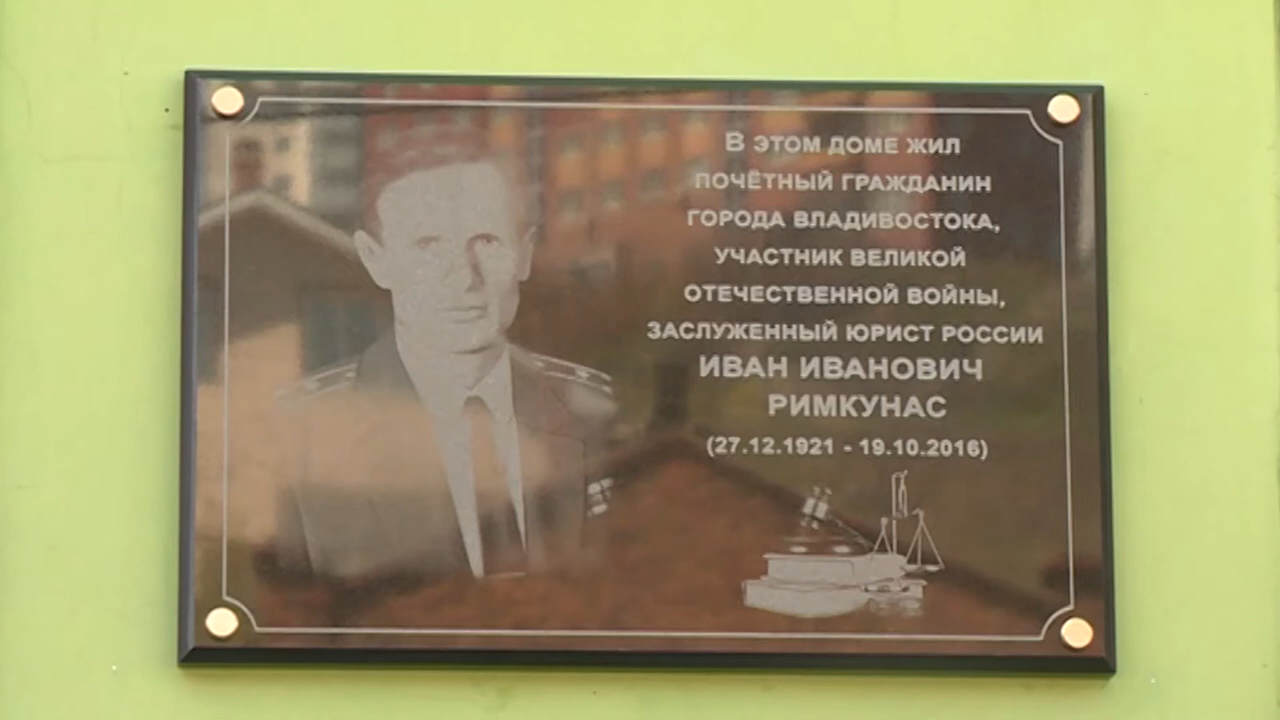 В ЭТОМ ДОМЕ ЖИЛ
ПОЧЁТНЫЙ ГРАЖДАНИН
ГОРОДА ВЛАДИВОСТОКА,
УЧАСТНИК ВЕЛИКОЙ
ОТЕЧЕСТВЕННОЙ ВОЙНЫ,
ЗАСЛУЖЕННЫЙ ЮРИСТ РОССИИ
ИВАН ИВАНОВИЧ
РИМКУНАС
(27.12.1921 - 19.10.2016)